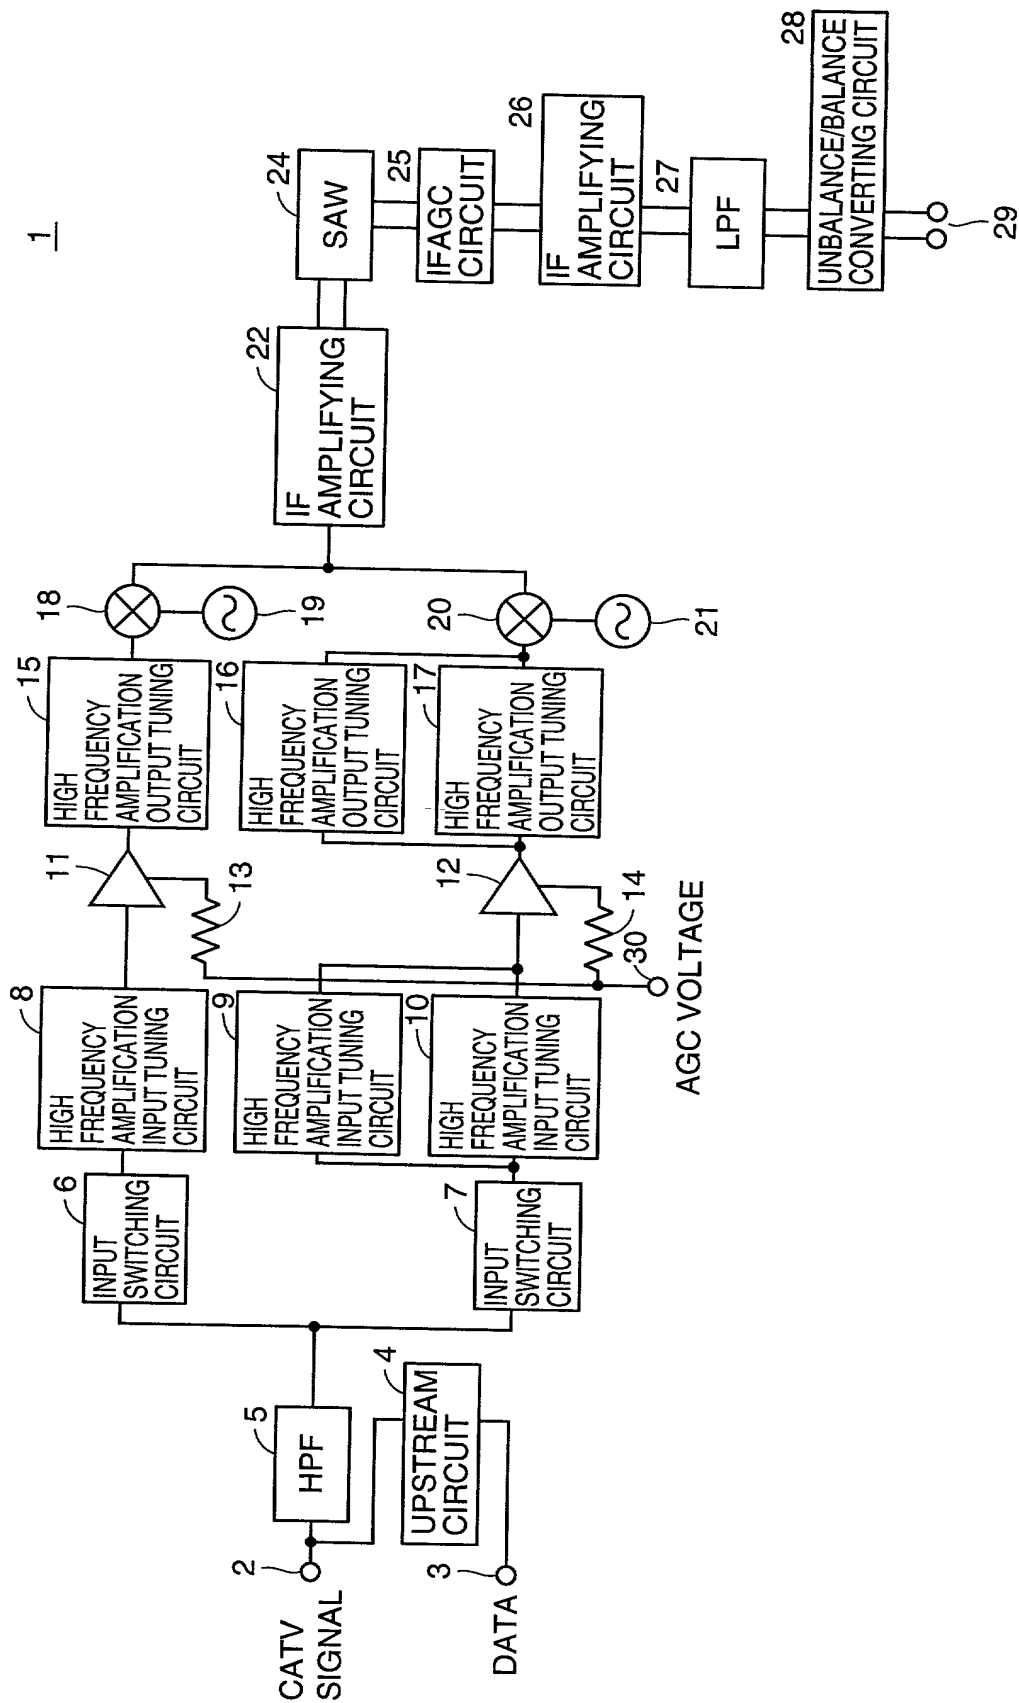 1
CATV
SIGNAL
2
DATA
3
5
HPF
4
UPSTREAM
CIRCUIT
6
INPUT
SWITCHING
CIRCUIT
7
INPUT
SWITCHING
CIRCUIT
8
HIGH
FREQUENCY
AMPLIFICATION
INPUT TUNING
CIRCUIT
9
HIGH
FREQUENCY
AMPLIFICATION
INPUT TUNING
CIRCUIT
10
HIGH
FREQUENCY
AMPLIFICATION
INPUT TUNING
CIRCUIT
11
12
13
14
30
AGC VOLTAGE
15
HIGH
FREQUENCY
AMPLIFICATION
OUTPUT TUNING
CIRCUIT
16
HIGH
FREQUENCY
AMPLIFICATION
OUTPUT TUNING
CIRCUIT
17
HIGH
FREQUENCY
AMPLIFICATION
OUTPUT TUNING
CIRCUIT
18
19
20
21
22
IF
AMPLIFYING
CIRCUIT
24
SAW
25
IFAGC
CIRCUIT
26
IF
AMPLIFYING
CIRCUIT
27
LPF
28
UNBALANCE/BALANCE
CONVERTING CIRCUIT
29